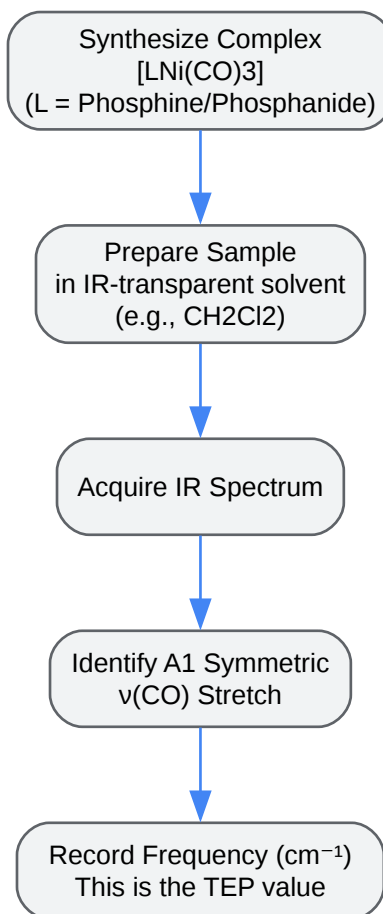 Synthesize Complex
[LNi(CO)3]
(L = Phosphine/Phosphanide)
Prepare Sample
in IR-transparent solvent
(e.g., CH2Cl2)
Acquire IR Spectrum
Identify A1 Symmetric
ν(CO) Stretch
Record Frequency (cm⁻¹)
This is the TEP value